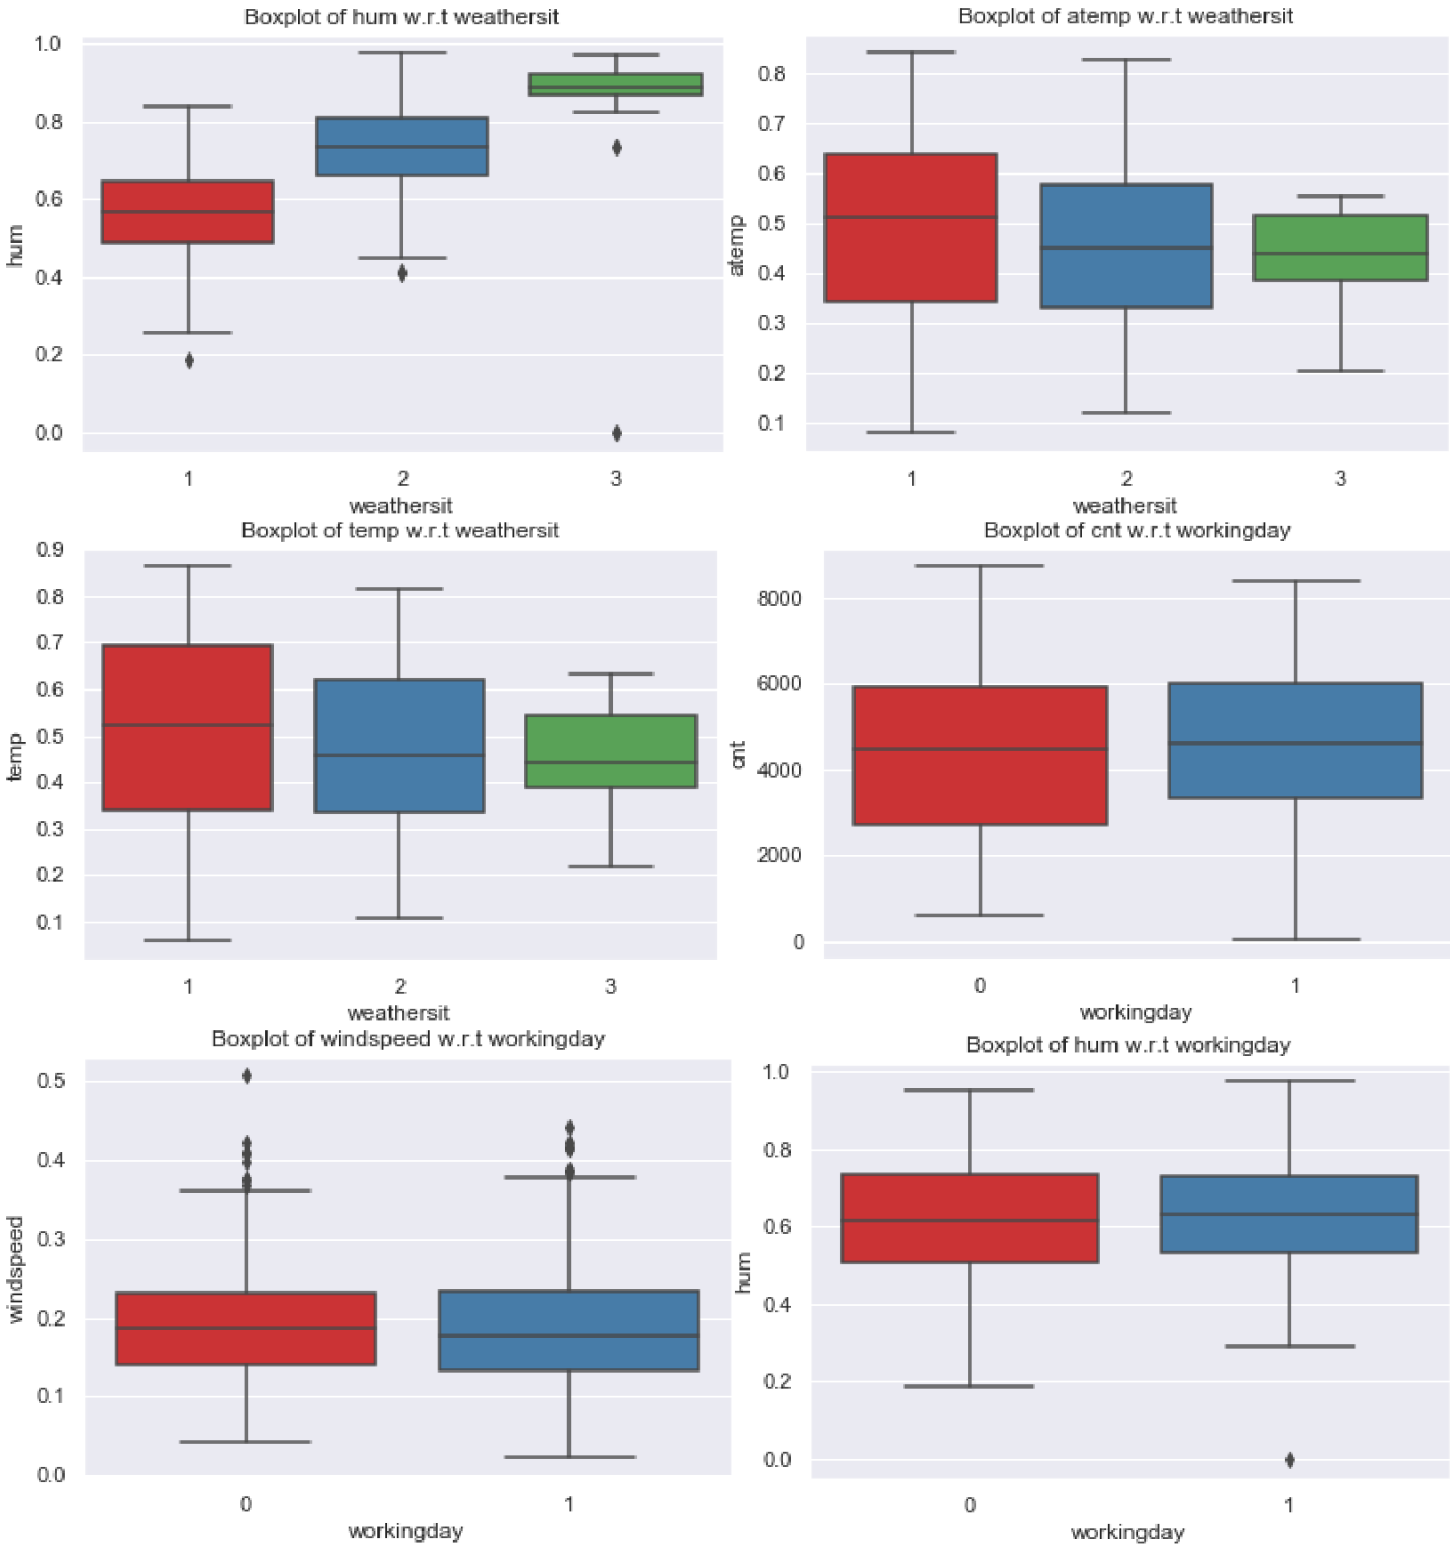 Boxplot of hum w.r.t weathersit
1.0
0.8
0.6
0.4
0.2
0.0
hum
1 2 3
weathersit
Boxplot of atemp w.r.t weathersit
0.8
0.7
0.6
0.5
0.4
0.3
0.2
0.1
atemp
1 2 3
weathersit
Boxplot of temp w.r.t weathersit
0.9
0.8
0.7
0.6
0.5
0.4
0.3
0.2
0.1
temp
1 2 3
weathersit
Boxplot of cnt w.r.t workingday
8000
6000
4000
2000
0
cnt
0 1
workingday
Boxplot of windspeed w.r.t workingday
0.5
0.4
0.3
0.2
0.1
0.0
windspeed
0 1
workingday
Boxplot of hum w.r.t workingday
1.0
0.8
0.6
0.4
0.2
0.0
hum
0 1
workingday